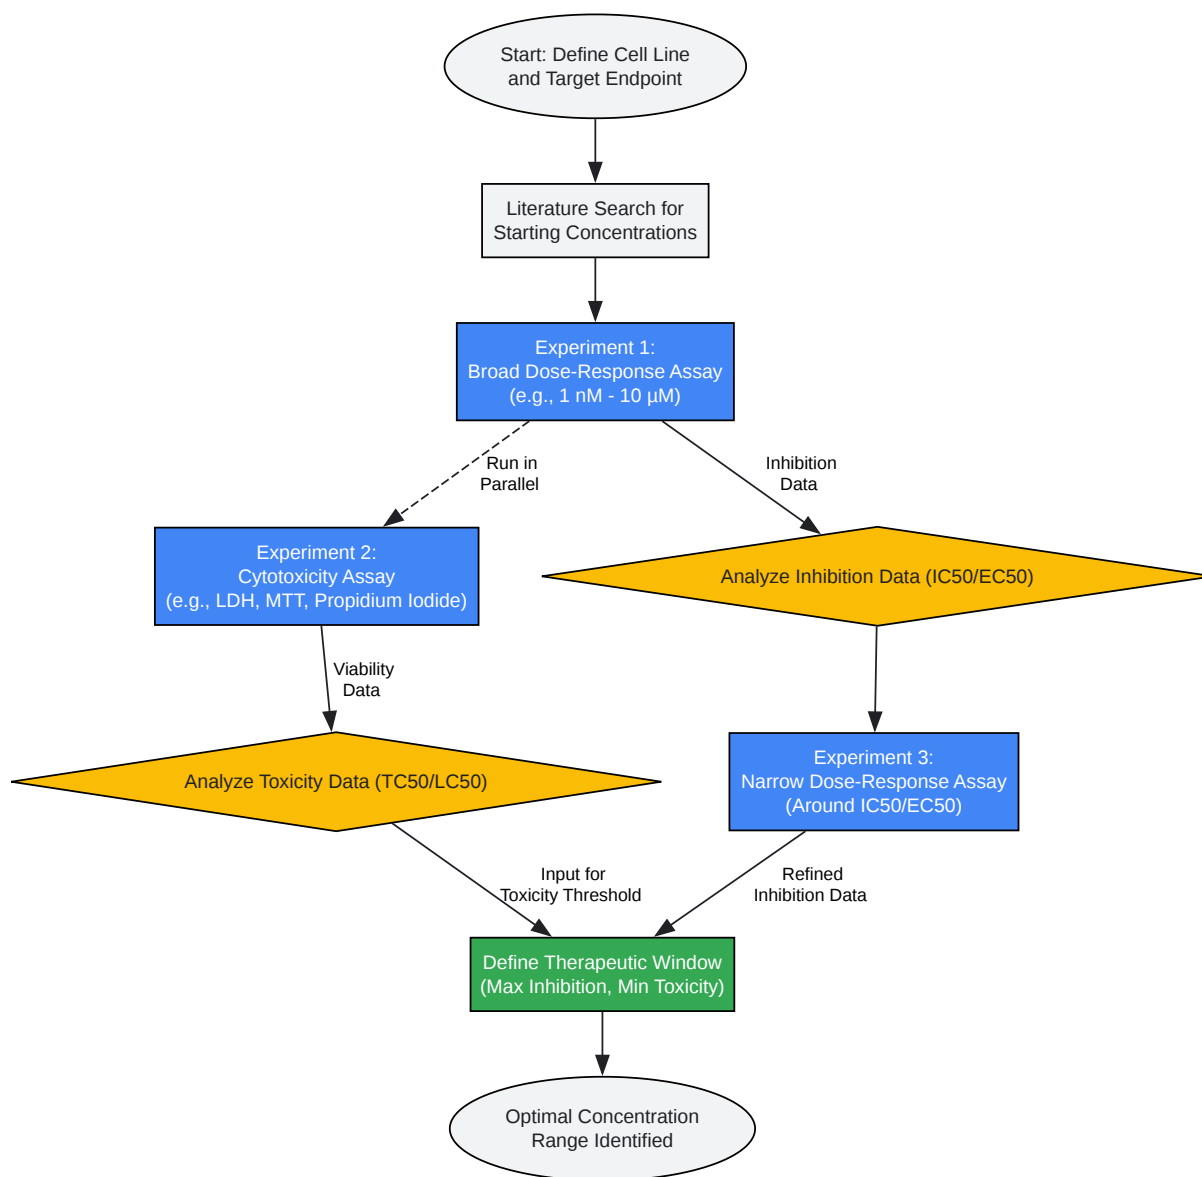 Start: Define Cell Line
and Target Endpoint
Literature Search for
Starting Concentrations
Experiment 1:
Broad Dose-Response Assay
(e.g., 1 nM - 10 µM)
Run in
Parallel
Inhibition
Data
Experiment 2:
Cytotoxicity Assay
(e.g., LDH, MTT, Propidium Iodide)
Analyze Inhibition Data (IC50/EC50)
Viability
Data
Analyze Toxicity Data (TC50/LC50)
Experiment 3:
Narrow Dose-Response Assay
(Around IC50/EC50)
Input for
Toxicity Threshold
Refined
Inhibition Data
Define Therapeutic Window
(Max Inhibition, Min Toxicity)
Optimal Concentration
Range Identified